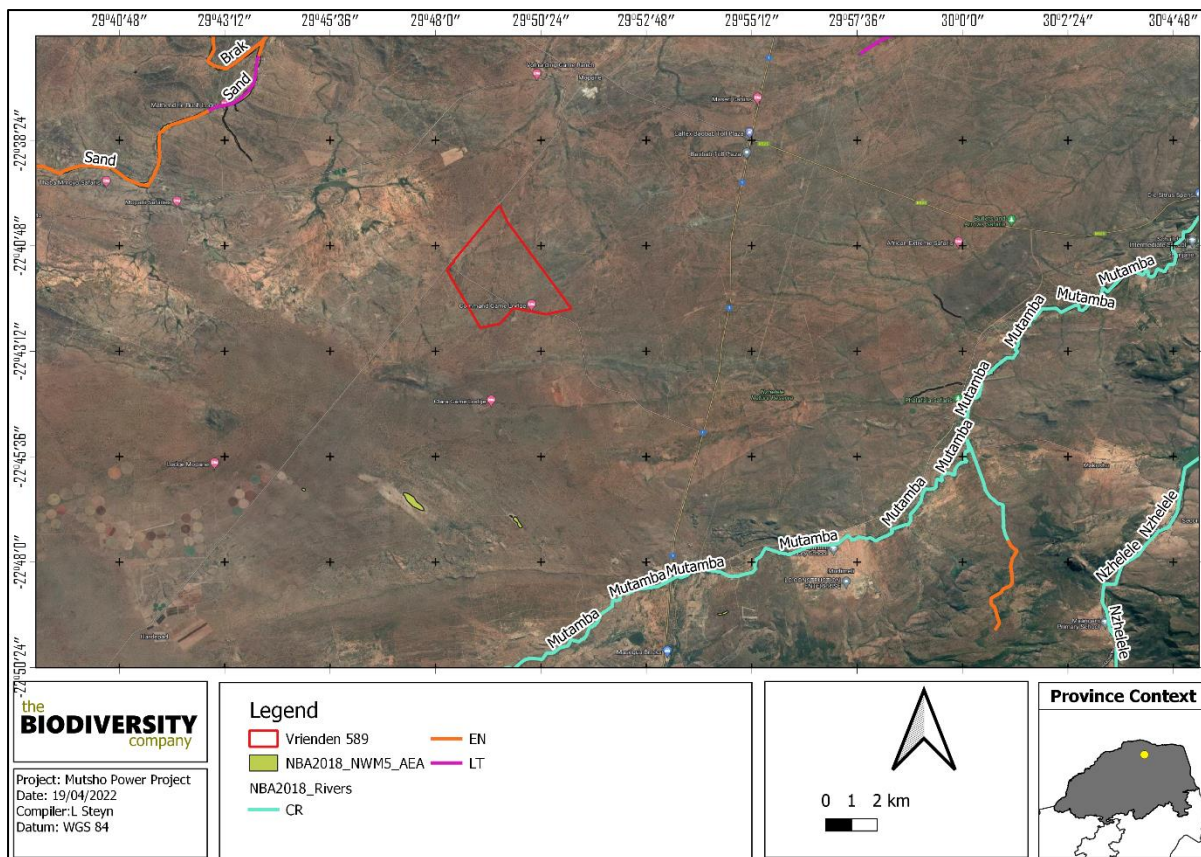 29°40'48" 29°43'12" 29°45'36" 29°48'0" 29°50'24" 29°52'48" 29°55'12" 29°57'36" 30°0'0" 30°2'24" 30°4'48"
Brak
Sand
Sand
-22°38'24"
-22°40'48"
-22°43'12"
-22°45'36"
-22°48'0"
-22°50'24"
Mopane
Baobab Toll Plaza
Mutamba
Mutamba
Mutamba
Mutamba
Mutamba
Mutamba
Mutamba
Mutamba
Mutamba
Mutamba
Nzhelele
Nzhelele
Nzhelele
the
BIODIVERSITY
company
Project: Mutsho Power Project
Date: 19/04/2022
Compiler:L Steyn
Datum: WGS 84
Legend
Vrienden 589
NBA2018_NWM5_AEA
NBA2018_Rivers
CR
EN
LT
0 1 2 km
Province Context